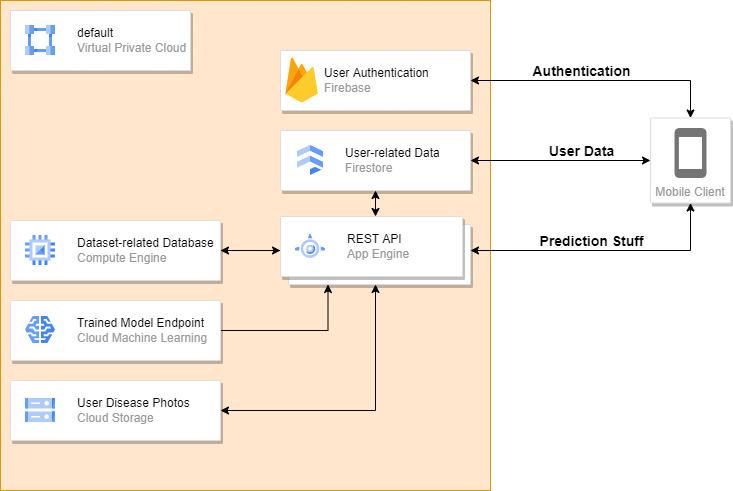 default
Virtual Private Cloud
User Authentication
Firebase
Authentication
User-related Data
Firestore
User Data
Mobile Client
Dataset-related Database
Compute Engine
REST API
App Engine
Prediction Stuff
Trained Model Endpoint
Cloud Machine Learning
User Disease Photos
Cloud Storage